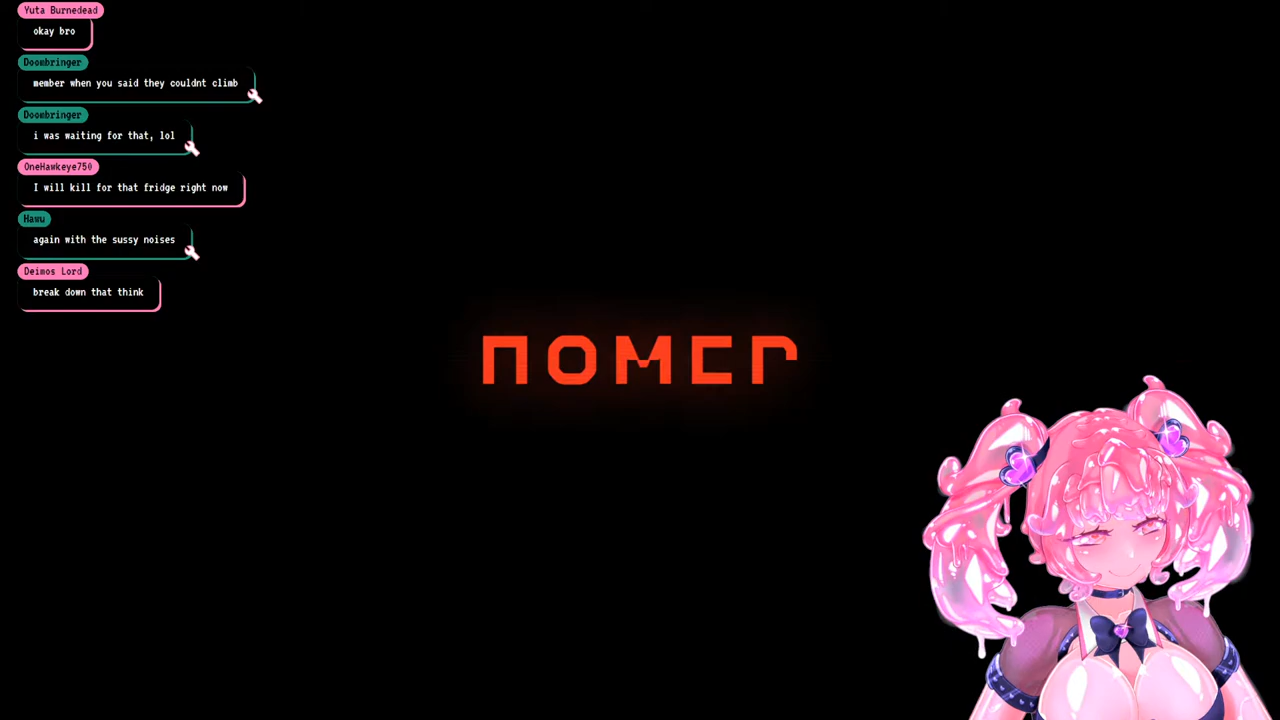 Yuta Burnedead
okay bro
Doombringer
member when you said they couldnt climb
Doombringer
i was waiting for that, lol
OneHawkeye750
I will kill for that fridge right now
Hawu
again with the sussy noises
Deimos Lord
break down that think
ПОМСГ